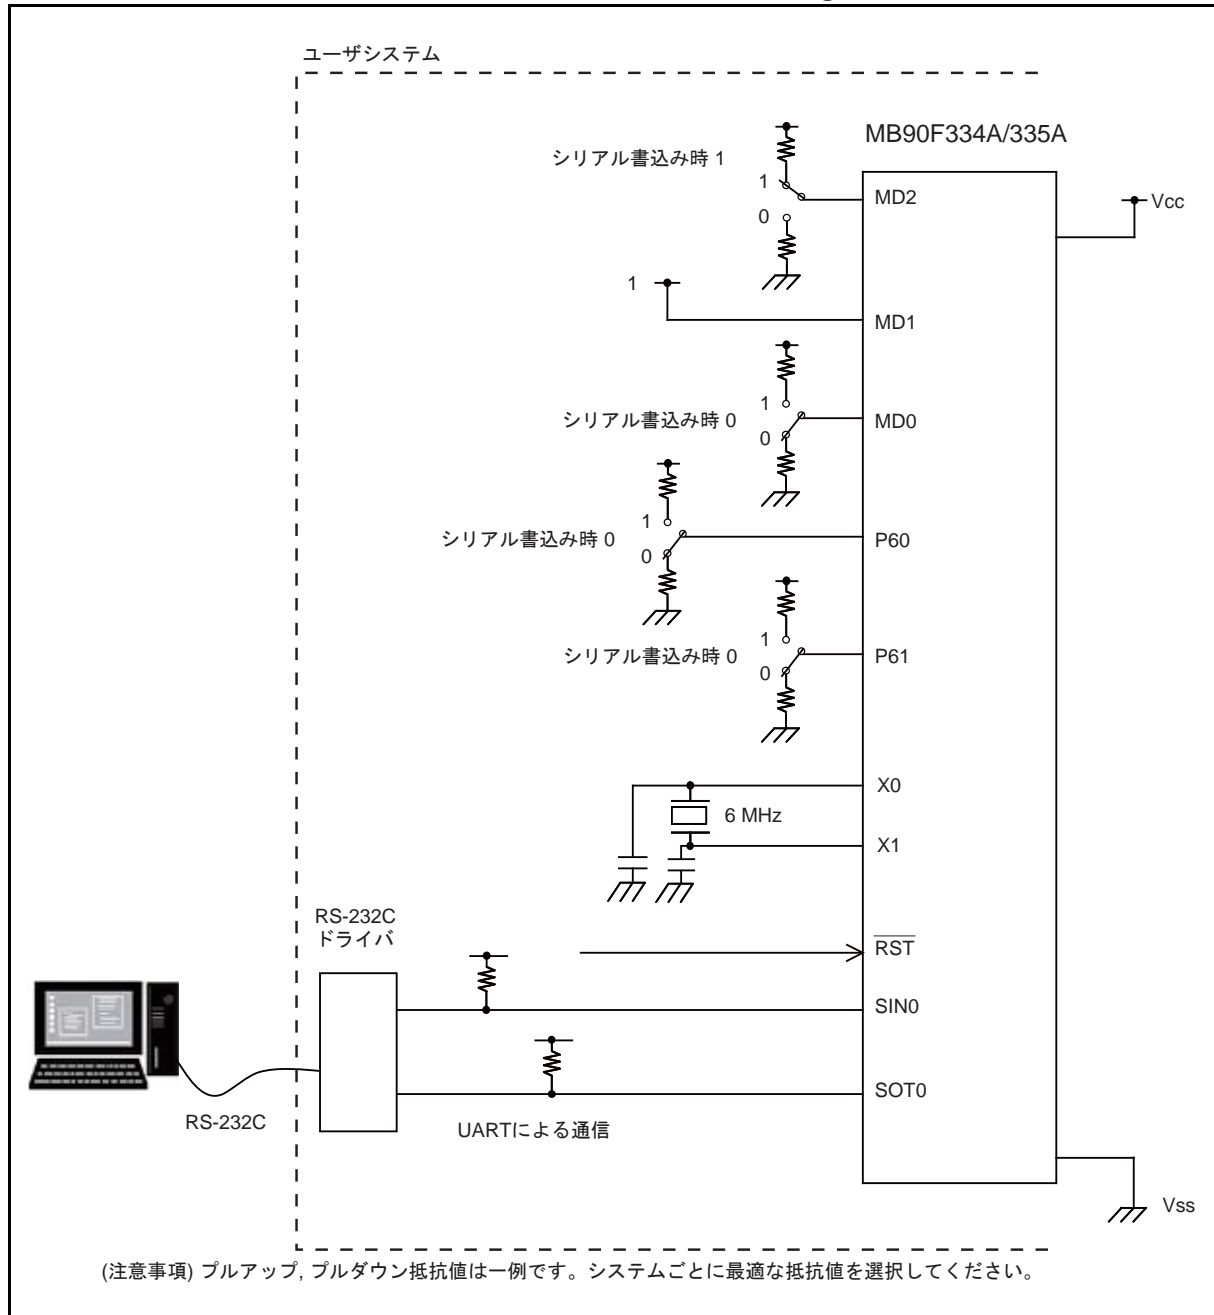 ユーザシステム
MB90F334A/335A
シリアル書込み時 1
1
0
MD2
Vcc
1
MD1
シリアル書込み時 0
1
0
MD0
シリアル書込み時 0
1
0
P60
シリアル書込み時 0
1
0
P61
X0
6 MHz
X1
RS-232C
ドライバ
RST
SIN0
SOT0
RS-232C
UARTによる通信
Vss
(注意事項) プルアップ, プルダウン抵抗値は一例です。システムごとに最適な抵抗値を選択してください。